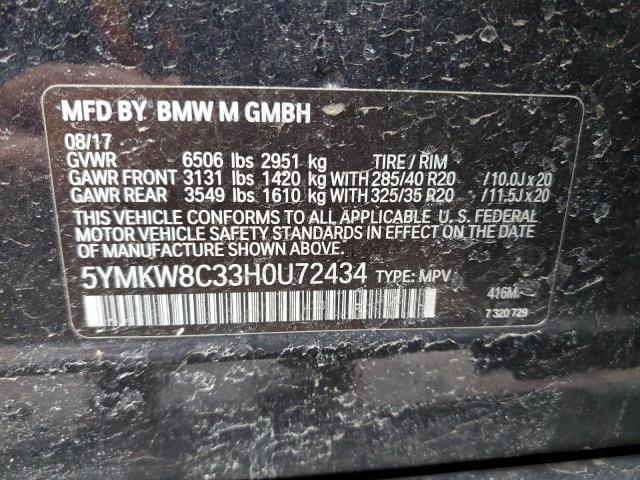 MFD BY BMW M GMBH
08/17
GVWR 6506 lbs 2951 kg TIRE / RIM
GAWR FRONT 3131 lbs 1420 kg WITH 285/40 R20 /10.0J x 20
GAWR REAR 3549 lbs 1610 kg WITH 325/35 R20 /11.5J x 20
THIS VEHICLE CONFORMS TO ALL APPLICABLE U. S. FEDERAL
MOTOR VEHICLE SAFETY STANDARDS IN EFFECT ON THE DATE
OF MANUFACTURE SHOWN ABOVE.
5YMKW8C33H0U72434 TYPE: MPV
416M
7 320 729